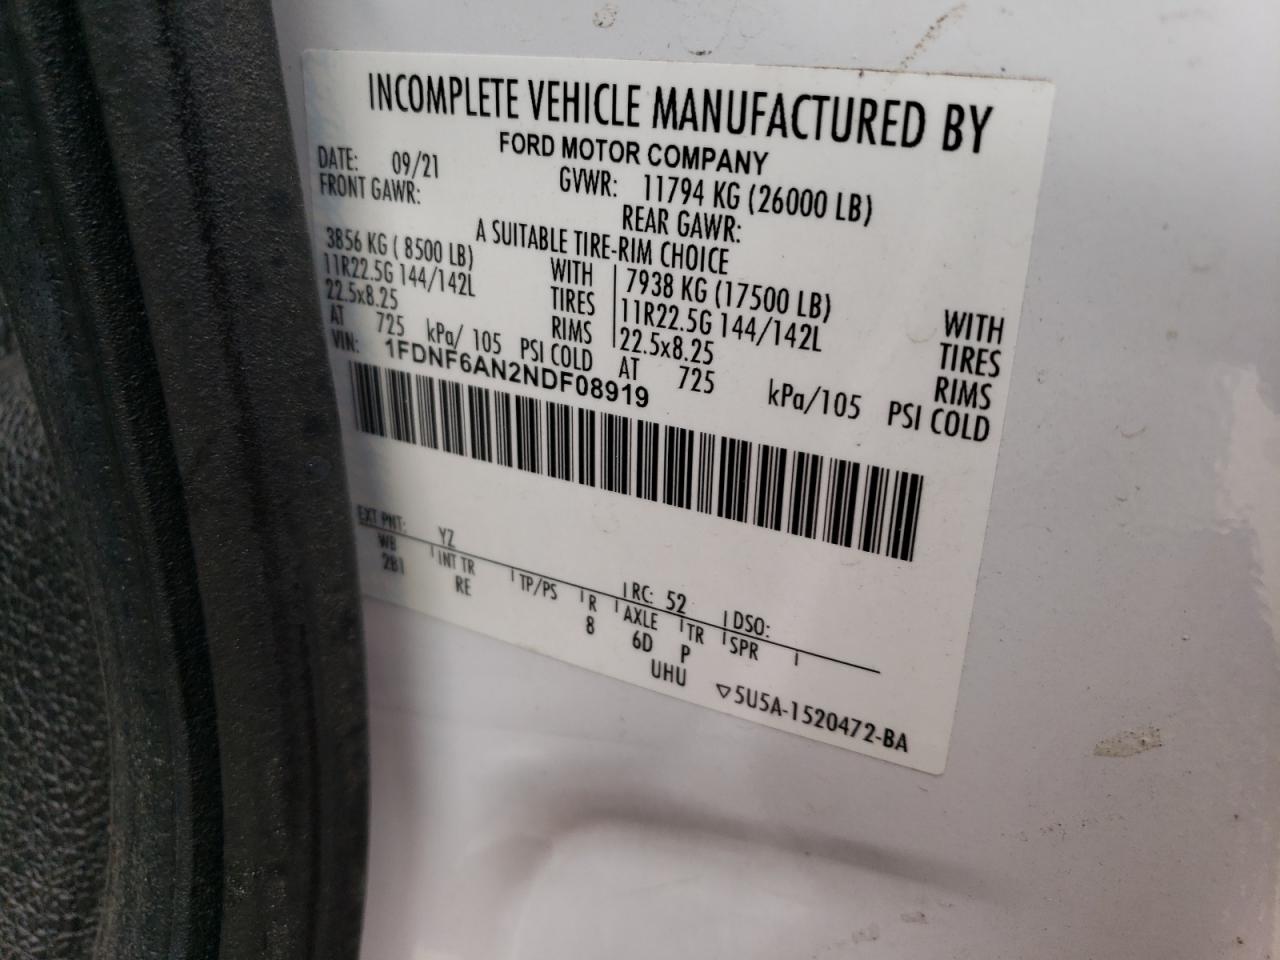 INCOMPLETE VEHICLE MANUFACTURED BY
FORD MOTOR COMPANY
DATE: 09/21 GVWR: 11794 KG (26000 LB)
FRONT GAWR: REAR GAWR:
A SUITABLE TIRE-RIM CHOICE
3856 KG ( 8500 LB) WITH 7938 KG (17500 LB) WITH
11R22.5G 144/142L TIRES 11R22.5G 144/142L TIRES
22.5x8.25 RIMS 22.5x8.25 RIMS
AT 725 kPa/ 105 PSI COLD AT 725 kPa/105 PSI COLD
VIN: 1FDNF6AN2NDF08919
EXT PNT: YZ RC: 52 DSO:
WB INT TR TP/PS R AXLE TR SPR
2B1 RE 8 6D P
UHU
▽5U5A-1520472-BA